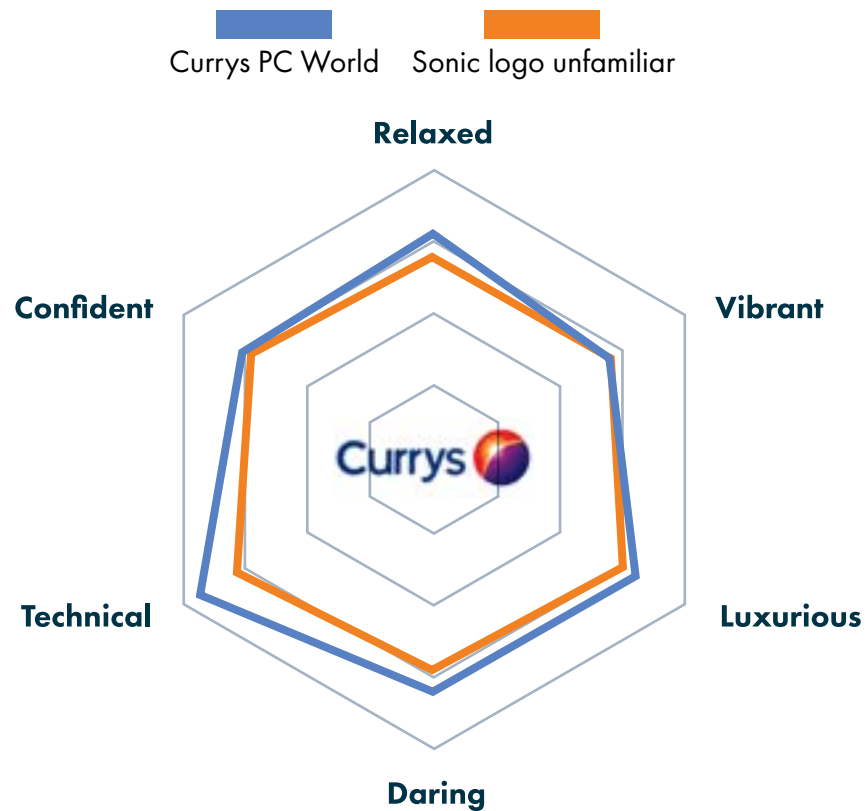 Currys PC World
Sonic logo unfamiliar
Relaxed
Confident
Vibrant
Currys
Technical
Luxurious
Daring